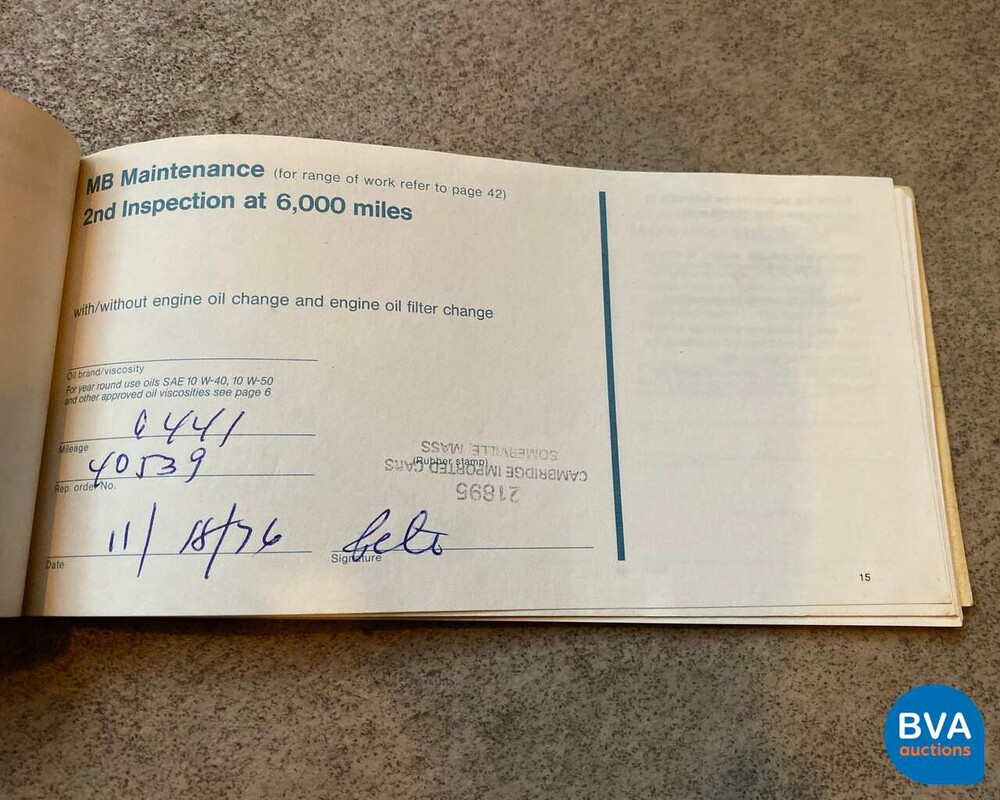 MB Maintenance (for range of work refer to page 42)
2nd Inspection at 6,000 miles
with/without engine oil change and engine oil filter change
Oil brand/viscosity
For year round use oils SAE 10 W-40, 10 W-50
and other approved oil viscosities see page 6
6441
Mileage
40539
Rep. order No.
11/18/76
Date
Signature
(Rubber stamp)
21895
CAMBRIDGE IMPORTED CARS
SOMERVILLE, MASS
15
BVA
auctions